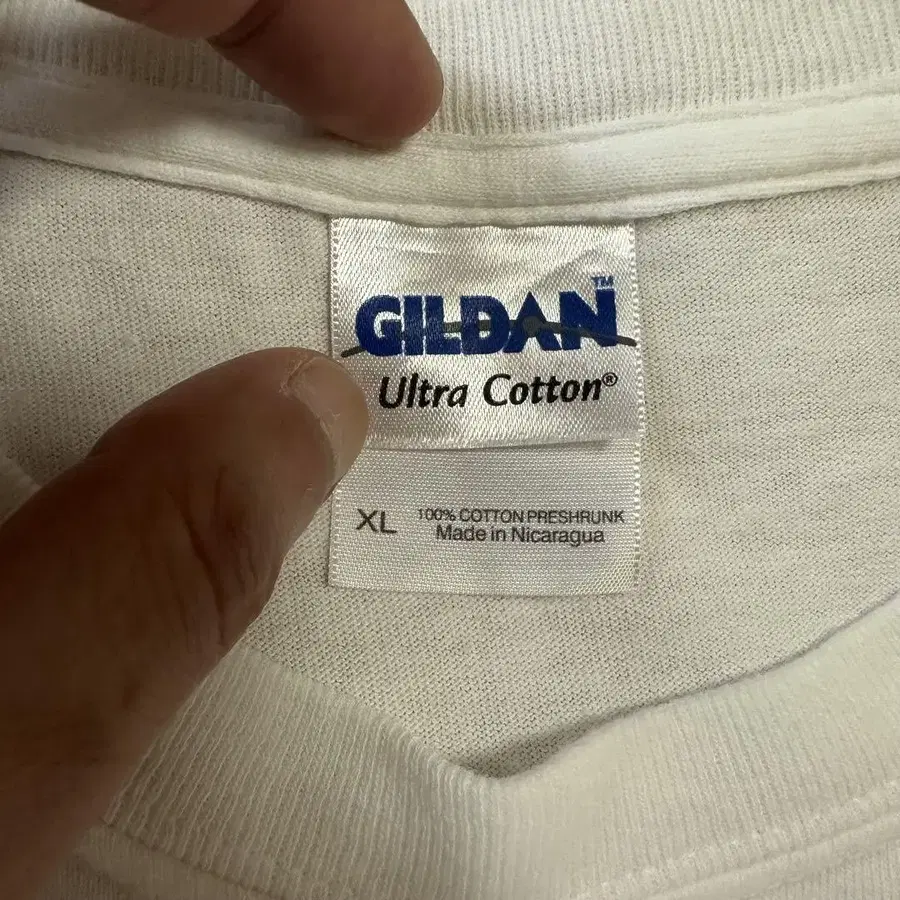 GILDAN™
Ultra Cotton®
XL 100% COTTON PRESHRUNK
Made in Nicaragua